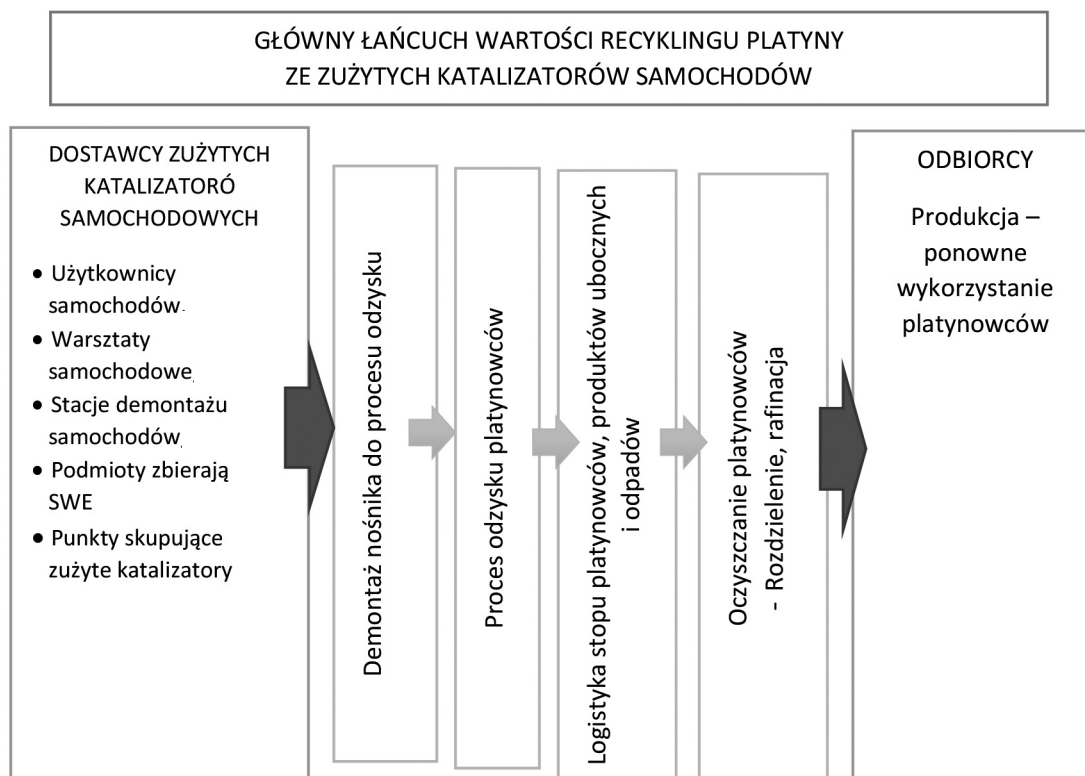 GŁÓWNY ŁAŃCUCH WARTOŚCI RECYKLINGU PLATYNY
ZE ZUŻYTYCH KATALIZATORÓW SAMOCHODÓW
DOSTAWCY ZUŻYTYCH
KATALIZATORÓ
SAMOCHODOWYCH
● Użytkownicy
samochodów.
● Warsztaty
samochodowe,
● Stacje demontażu
samochodów,
● Podmioty zbierają
SWE
● Punkty skupujące
zużyte katalizatory
Demontaż nośnika do procesu odzysku
Proces odzysku platynowców
Logistyka stopu platynowców, produktów ubocznych
i odpadów
Oczyszczanie platynowców
- Rozdzielenie, rafinacja
ODBIORCY
Produkcja –
ponowne
wykorzystanie
platynowców